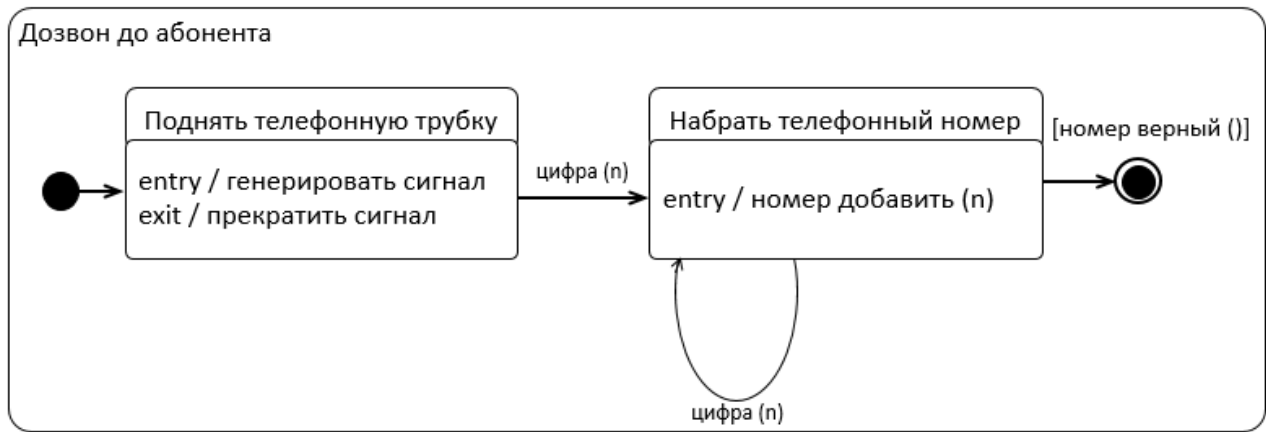 Дозвон до абонента
Поднять телефонную трубку
entry / генерировать сигнал
exit / прекратить сигнал
цифра (n)
Набрать телефонный номер
entry / номер добавить (n)
[номер верный ()]
цифра (n)